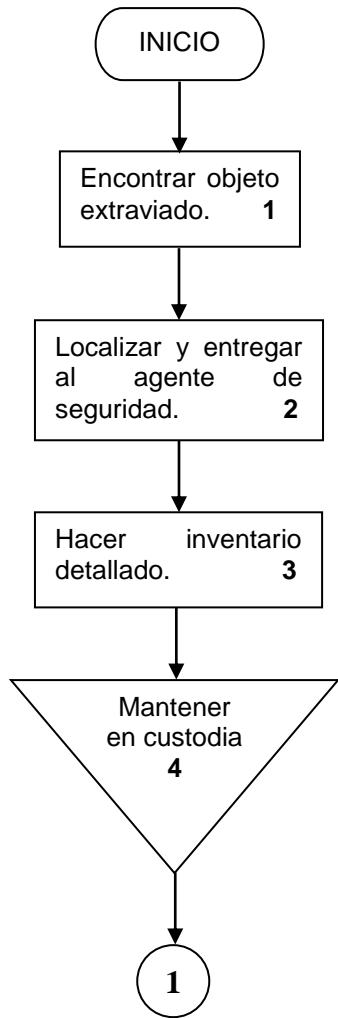 INICIO
Encontrar objeto
extraviado. 1
Localizar y entregar
al agente de
seguridad. 2
Hacer inventario
detallado. 3
Mantener
en custodia
4
1